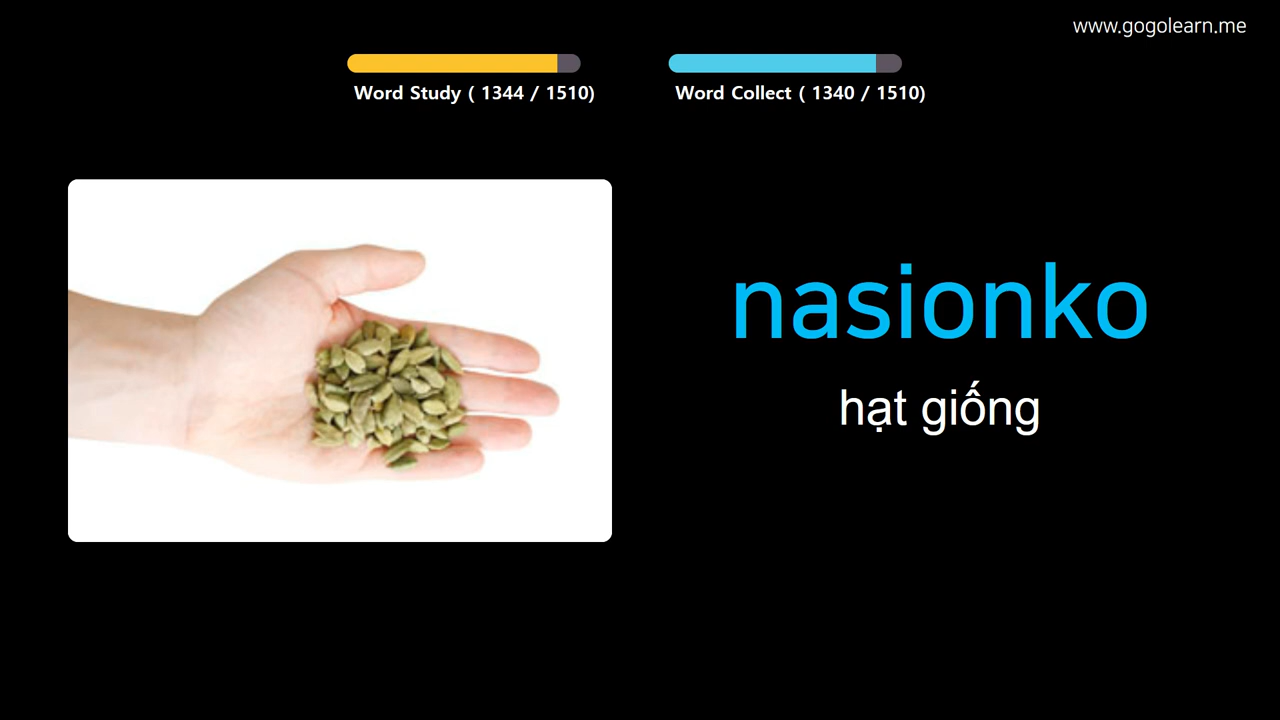 www.gogolearn.me
Word Study ( 1344 / 1510)
Word Collect ( 1340 / 1510)
nasionko
hạt giống